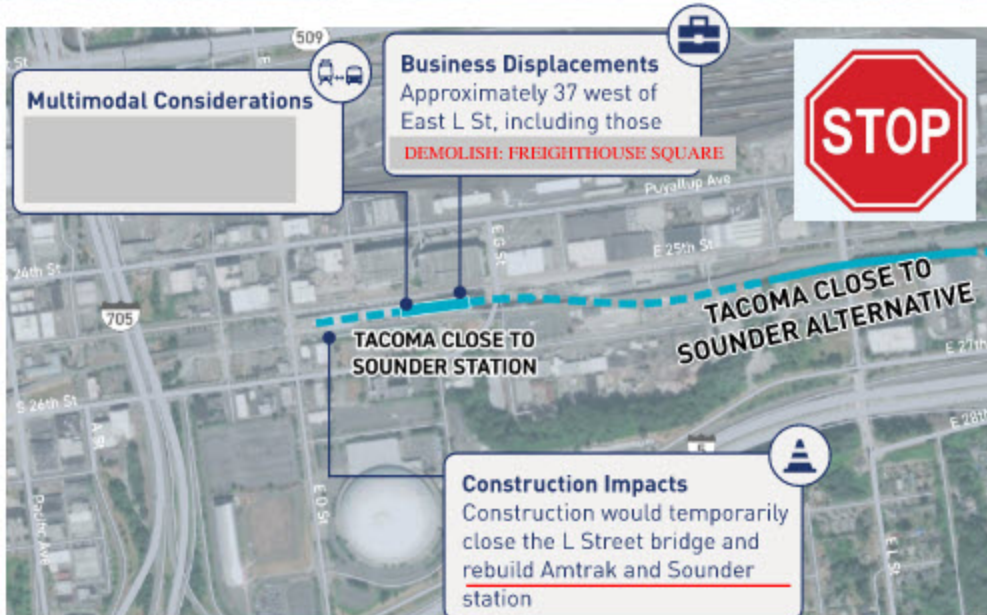 509
Multimodal Considerations
Business Displacements
Approximately 37 west of
East L St, including those
DEMOLISH: FREIGHTHOUSE SQUARE
STOP
Puyallup Ave
E G St
E 25th St
24th St
705
TACOMA CLOSE TO
SOUNDER STATION
TACOMA CLOSE TO
SOUNDER ALTERNATIVE
E 27th
S 26th St
A St
Pacific Ave
E D St
5
E 28th
E L St
Construction Impacts
Construction would temporarily
close the L Street bridge and
rebuild Amtrak and Sounder
station